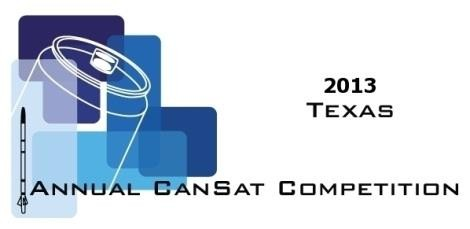 2013
TEXAS
ANNUAL CANSAT COMPETITION